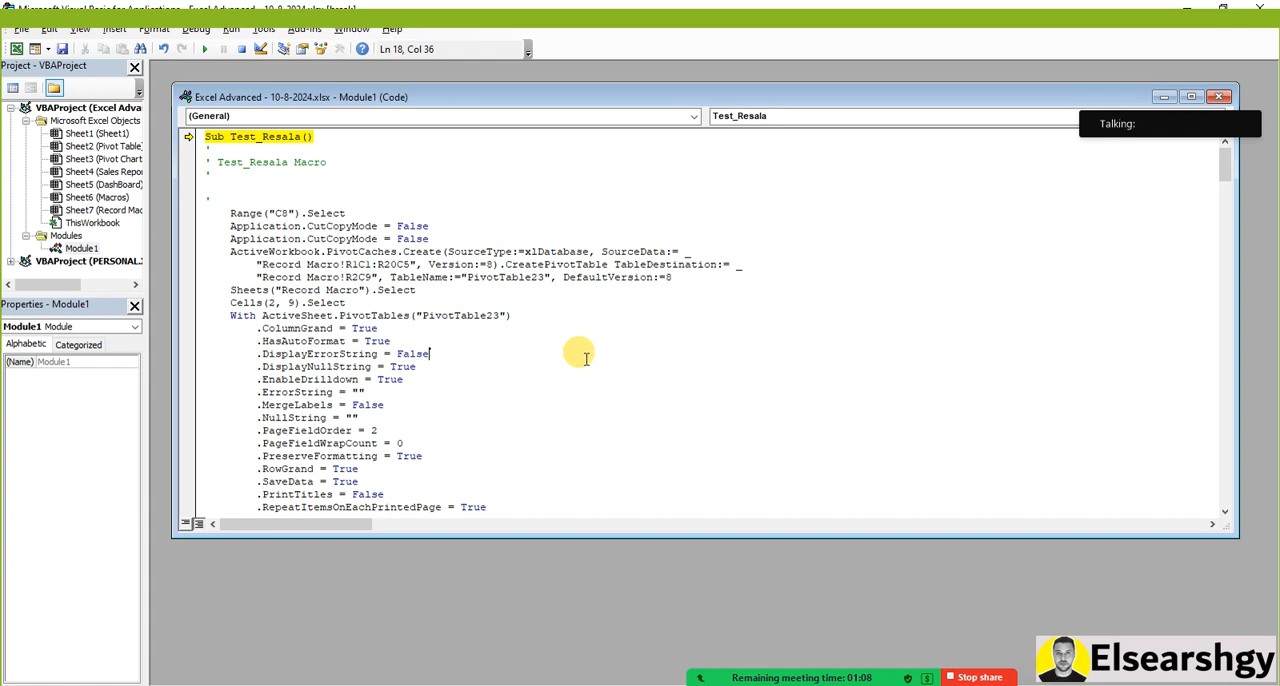 Microsoft Visual Basic for Applications - Excel Advanced - 10-8-2024.xlsx [break]
File Edit View Insert Format Debug Run Tools Add-Ins Window Help
Ln 18, Col 36
Project - VBAProject
VBAProject (Excel Adva
Microsoft Excel Objects
Sheet1 (Sheet1)
Sheet2 (Pivot Table
Sheet3 (Pivot Chart
Sheet4 (Sales Repo
Sheet5 (DashBoard)
Sheet6 (Macros)
Sheet7 (Record Mac
ThisWorkbook
Modules
Module1
VBAProject (PERSONAL.
Properties - Module1
Module1 Module
Alphabetic Categorized
(Name) Module1
Excel Advanced - 10-8-2024.xlsx - Module1 (Code)
(General)
Test_Resala
Talking:
Sub Test_Resala()
'
' Test_Resala Macro
'
'
Range("C8").Select
Application.CutCopyMode = False
Application.CutCopyMode = False
ActiveWorkbook.PivotCaches.Create(SourceType:=xlDatabase, SourceData:= _
"Record Macro!R1C1:R20C5", Version:=8).CreatePivotTable TableDestination:= _
"Record Macro!R2C9", TableName:="PivotTable23", DefaultVersion:=8
Sheets("Record Macro").Select
Cells(2, 9).Select
With ActiveSheet.PivotTables("PivotTable23")
.ColumnGrand = True
.HasAutoFormat = True
.DisplayErrorString = False
.DisplayNullString = True
.EnableDrilldown = True
.ErrorString = ""
.MergeLabels = False
.NullString = ""
.PageFieldOrder = 2
.PageFieldWrapCount = 0
.PreserveFormatting = True
.RowGrand = True
.SaveData = True
.PrintTitles = False
.RepeatItemsOnEachPrintedPage = True
Elsearshgy
Remaining meeting time: 01:08
Stop share